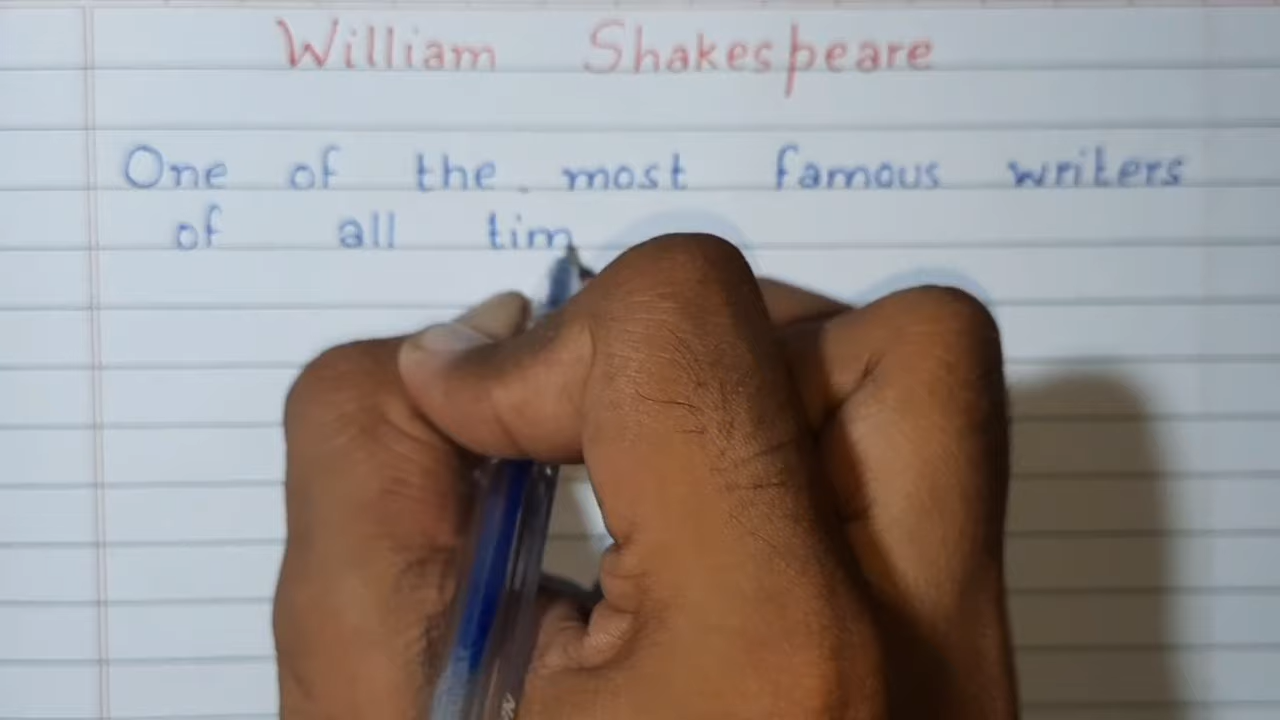 William Shakespeare
One of the most famous writers
of all tim